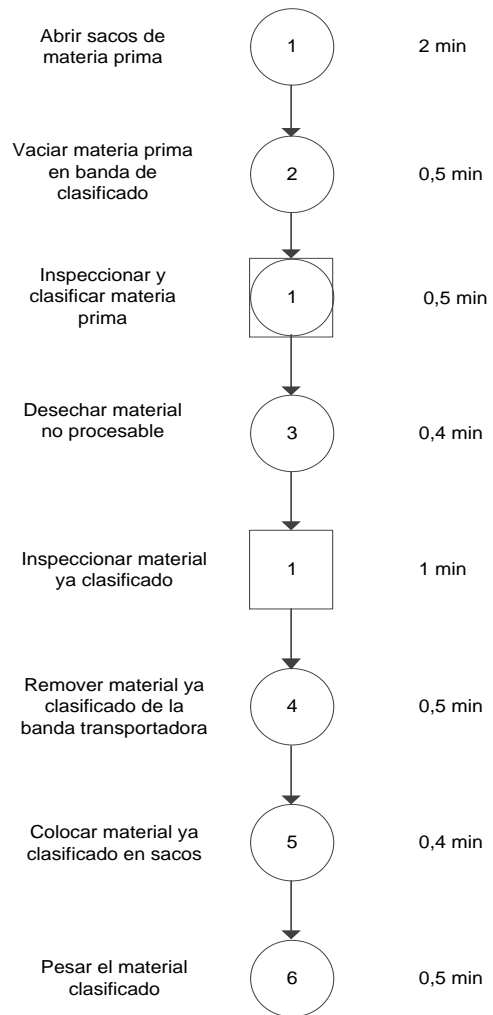 Abrir sacos de
materia prima
1
2 min
Vaciar materia prima
en banda de
clasificado
2
0,5 min
Inspeccionar y
clasificar materia
prima
1
0,5 min
Desechar material
no procesable
3
0,4 min
Inspeccionar material
ya clasificado
1
1 min
Remover material ya
clasificado de la
banda transportadora
4
0,5 min
Colocar material ya
clasificado en sacos
5
0,4 min
Pesar el material
clasificado
6
0,5 min